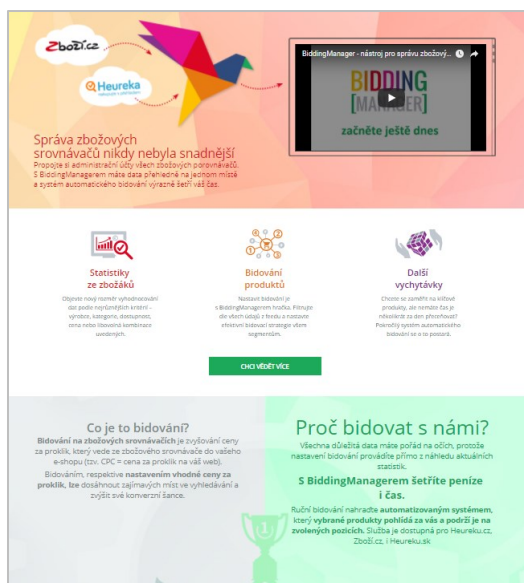 Zboží.cz
Heureka
BiddingManager - nástroj pro správu zbožový...
BIDDING
[MANAGER]
začněte ještě dnes
Správa zbožových
srovnávačů nikdy nebyla snadnější
Propojte si administrační účty všech zbožových porovnávačů.
S BiddingManagerem máte data přehledně na jednom místě
a systém automatického bidování výrazně šetří váš čas.
Statistiky
ze zbožáků
Objevte nový rozměr vyhodnocování
dat podle nejrůznějších kritérií –
výrobce, kategorie, dostupnost,
cena nebo libovolná kombinace
uvedených.
Bidování
produktů
Nastavit bidování je
s BiddingManagerem hračka. Filtrujte
dle všech údajů z feedu a nastavte
efektivní bidovací strategie všem
segmentům.
Další
vychytávky
Chcete se zaměřit na klíčové
produkty, ale nemáte čas je
několikrát za den přeceňovat?
Pokročilý systém automatického
bidování se o to postará.
CHCI VĚDĚT VÍCE
Co je to bidování?
Bidování na zbožových srovnávačích je zvyšování ceny
za proklik, který vede ze zbožového srovnávače do vašeho
e-shopu (tzv. CPC = cena za proklik na váš web).
Bidováním, respektive nastavením vhodné ceny za
proklik, lze dosáhnout zajímavých míst ve vyhledávání a
zvýšit své konverzní šance.
Proč bidovat s námi?
Všechna důležitá data máte pořád na očích, protože
nastavení bidování provádíte přímo z náhledu aktuálních
statistik.
S BiddingManagerem šetříte peníze
i čas.
Ruční bidování nahraďte automatizovaným systémem,
který vybrané produkty pohlídá za vás a podrží je na
zvolených pozicích. Služba je dostupná pro Heureku.cz,
Zboží.cz, i Heureku.sk
1